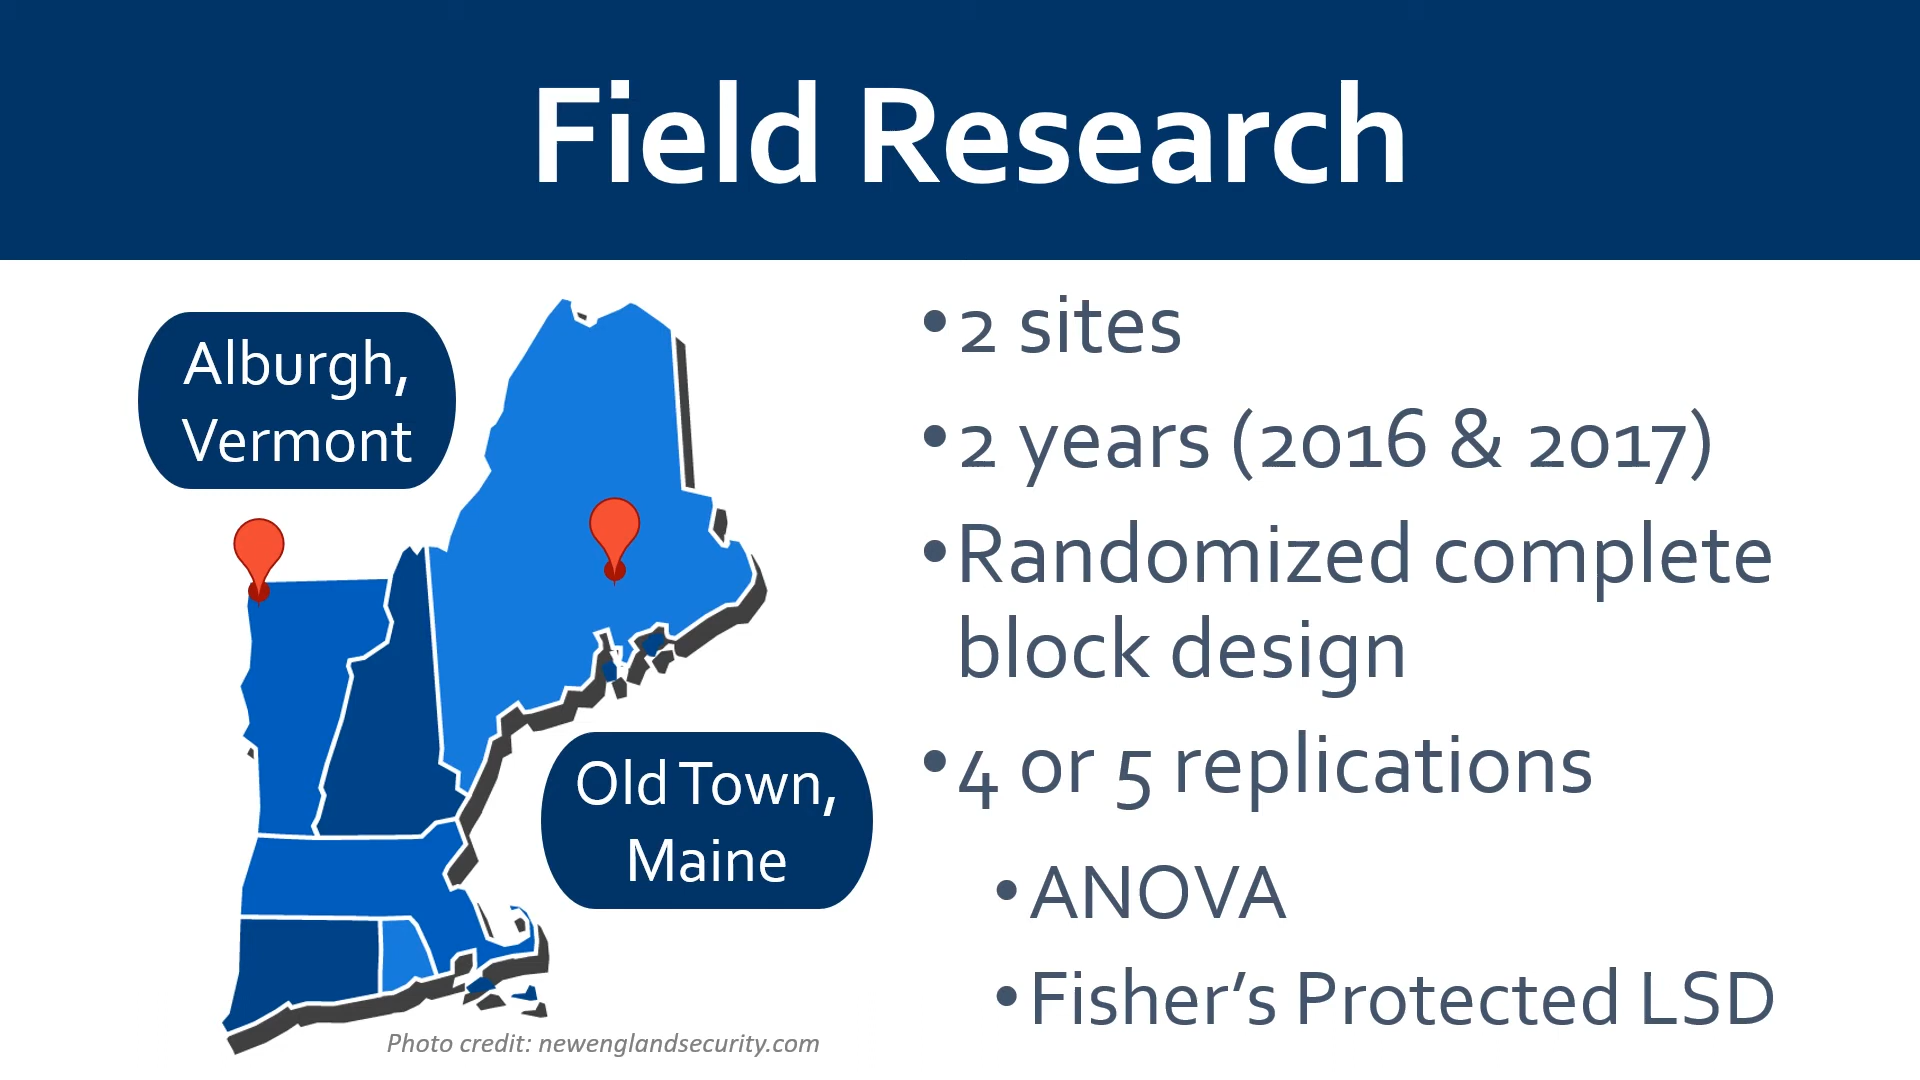 Field Research
Alburgh,
Vermont
Old Town,
Maine
Photo credit: newenglandsecurity.com
•2 sites
•2 years (2016 & 2017)
•Randomized complete
block design
•4 or 5 replications
•ANOVA
•Fisher’s Protected LSD